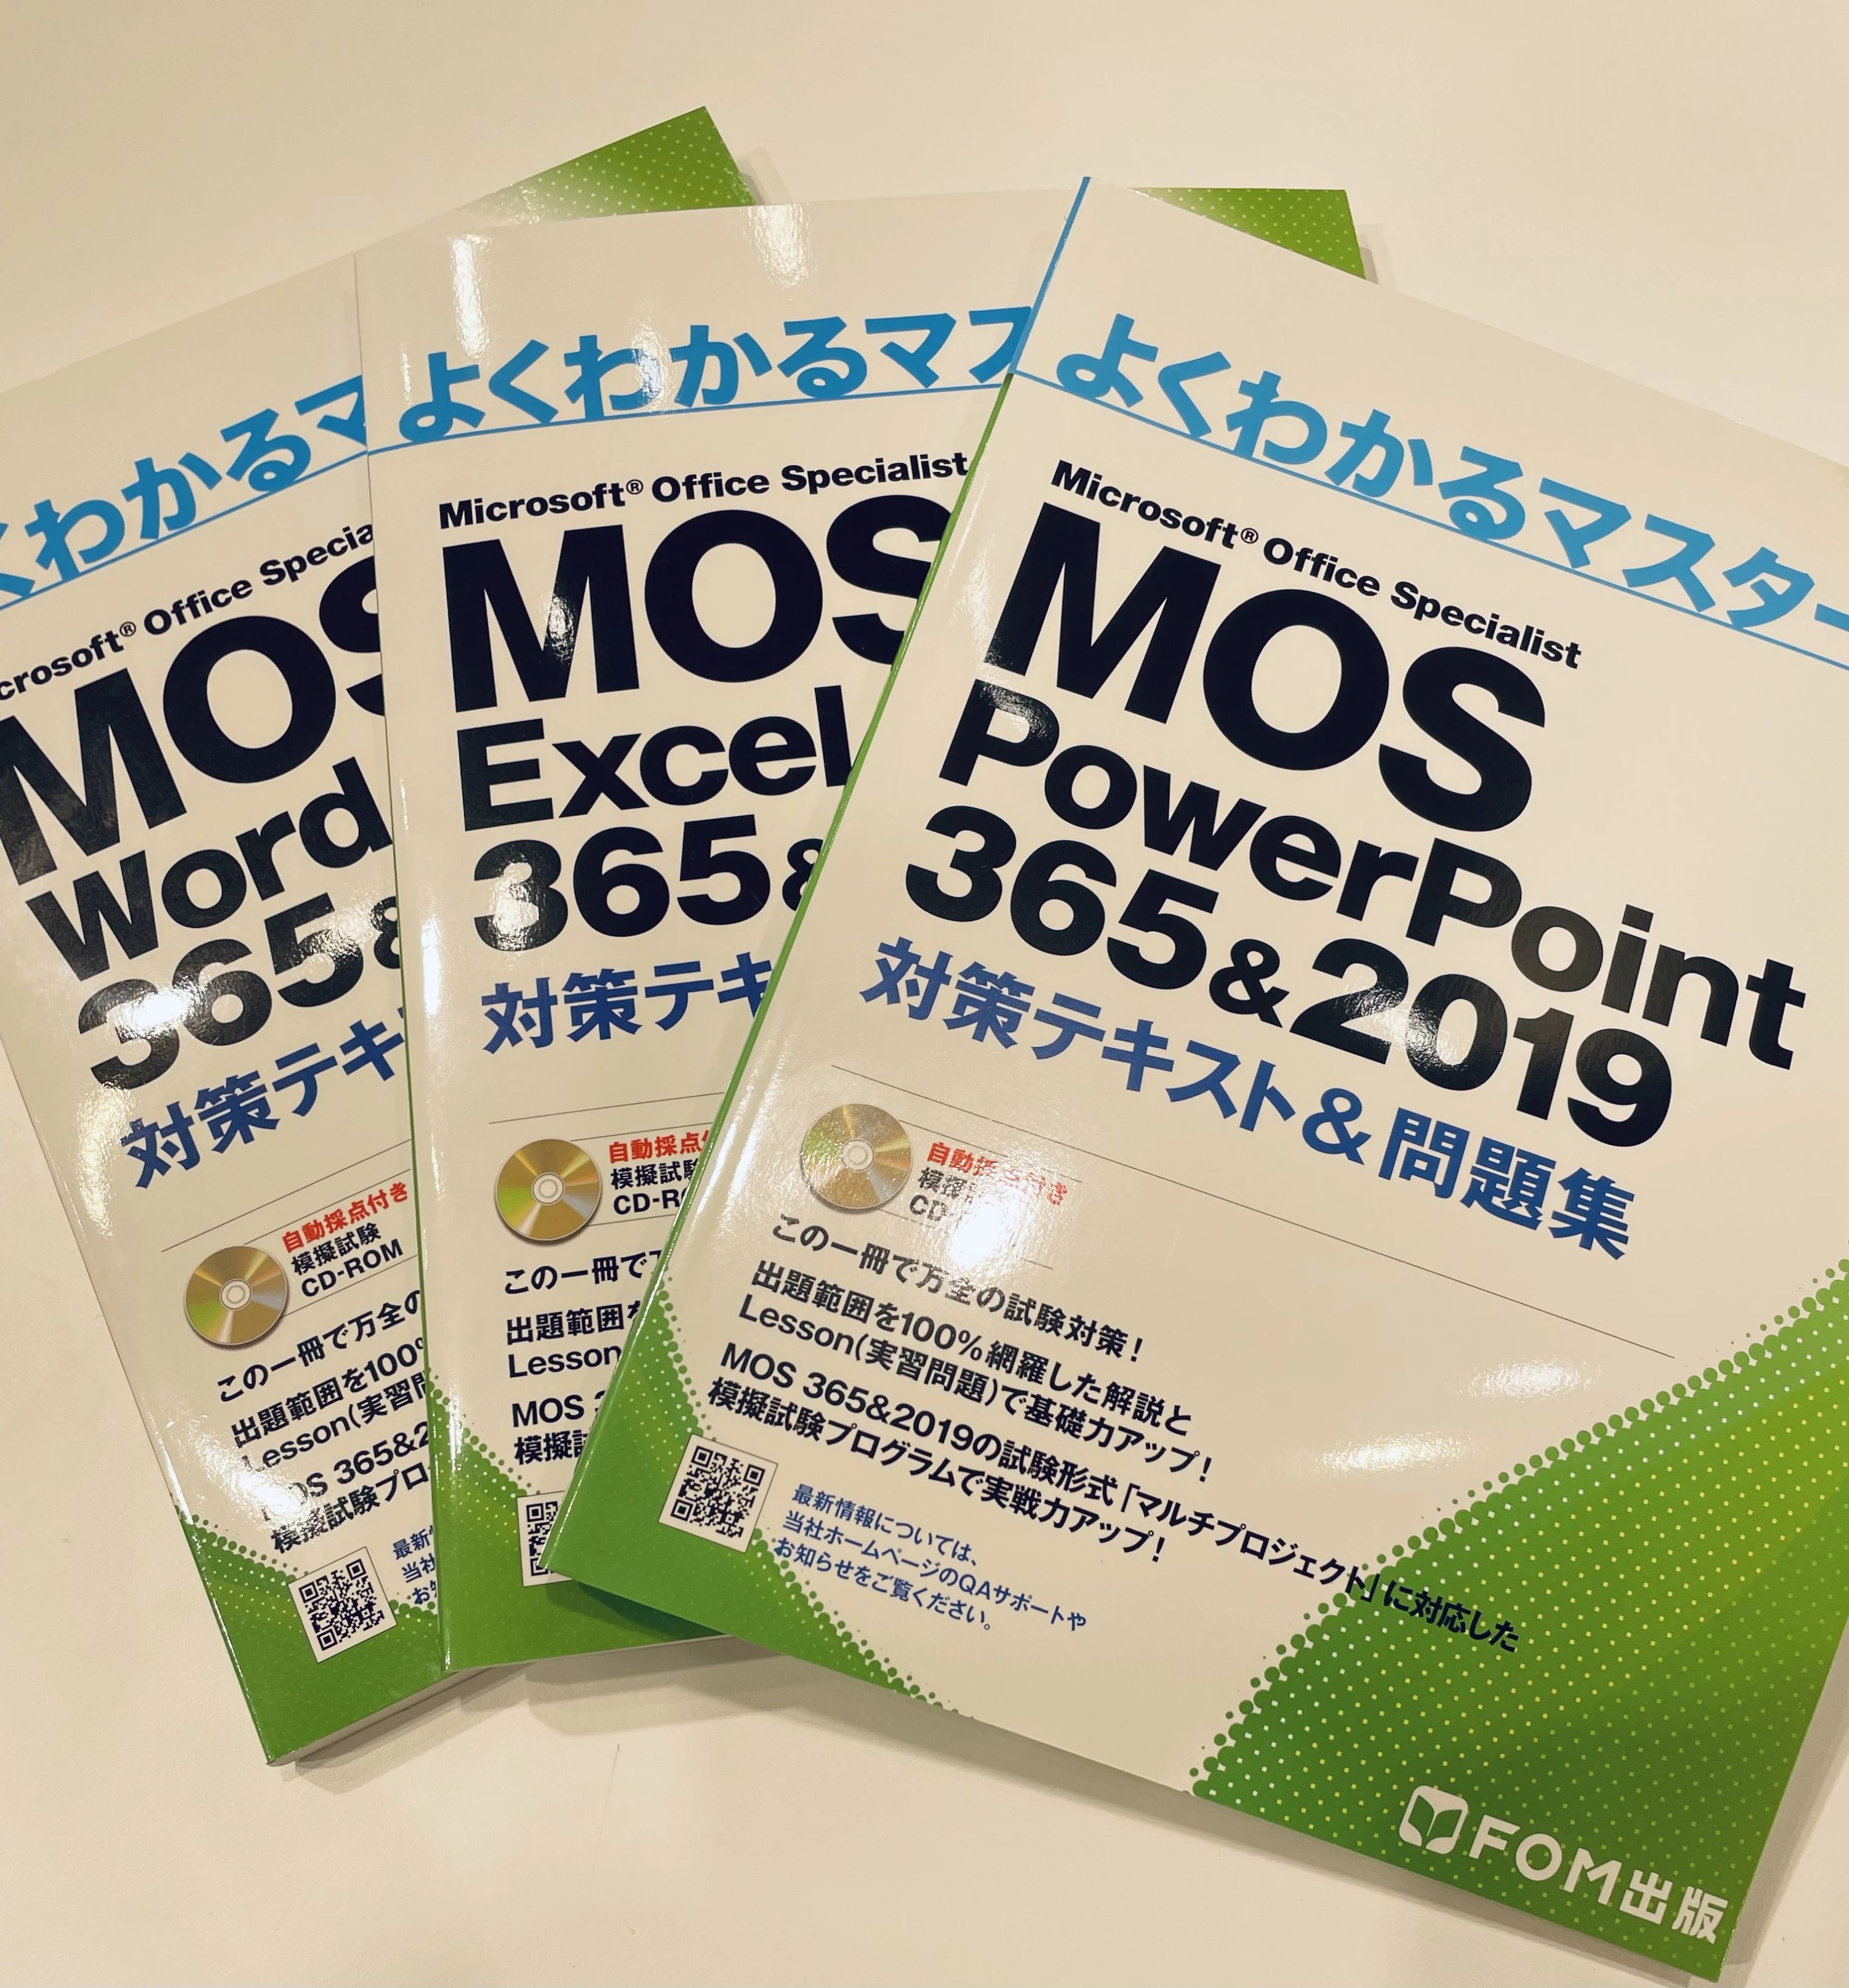 くわかるマ
crosoft® Office Specia
MOS
Word
365&
対策テキ
自動採点付き
模擬試験
CD-ROM
この一冊で万全の
出題範囲を100%
Lesson(実習問
MOS 365&2
模擬試験プロ
最新
当社
お
よくわかるマス
Microsoft® Office Specialist
MOS
Excel
365&
対策テキ
自動採点
模擬試験
CD-RO
この一冊で
出題範囲を
Lesson
MOS 3
模擬試
よくわかるマスター
Microsoft® Office Specialist
MOS
PowerPoint
365&2019
対策テキスト&問題集
自動採点付き
模擬
CD
この一冊で万全の試験対策!
出題範囲を100%網羅した解説と
Lesson(実習問題)で基礎力アップ!
MOS 365&2019の試験形式「マルチプロジェクト」に対応した
模擬試験プログラムで実戦力アップ!
最新情報については、
当社ホームページのQAサポートや
お知らせをご覧ください。
FOM出版